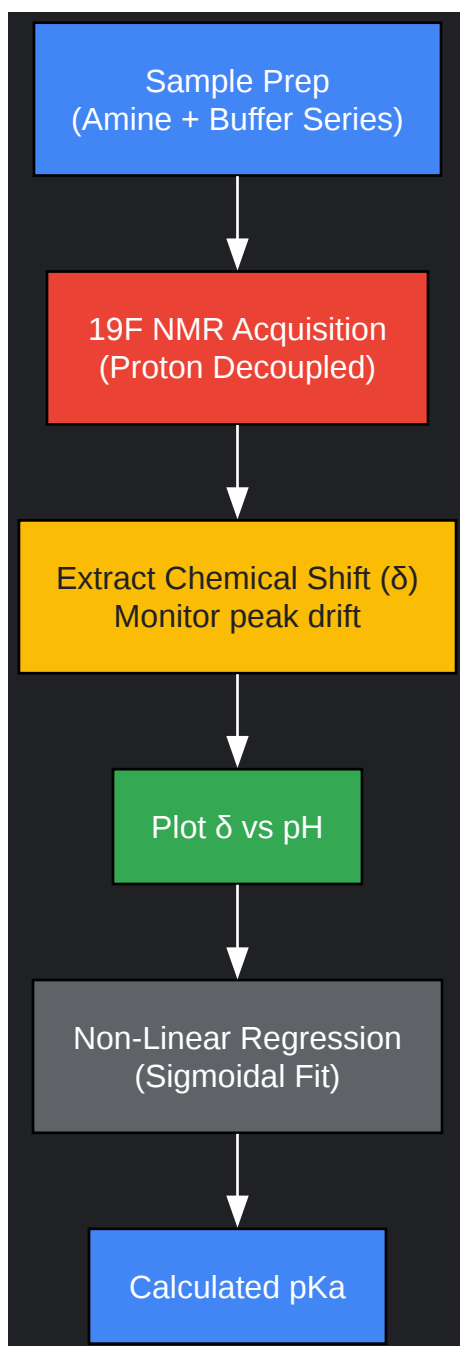 Sample Prep
(Amine + Buffer Series)
19F NMR Acquisition
(Proton Decoupled)
Extract Chemical Shift (δ)
Monitor peak drift
Plot δ vs pH
Non-Linear Regression
(Sigmoidal Fit)
Calculated pKa